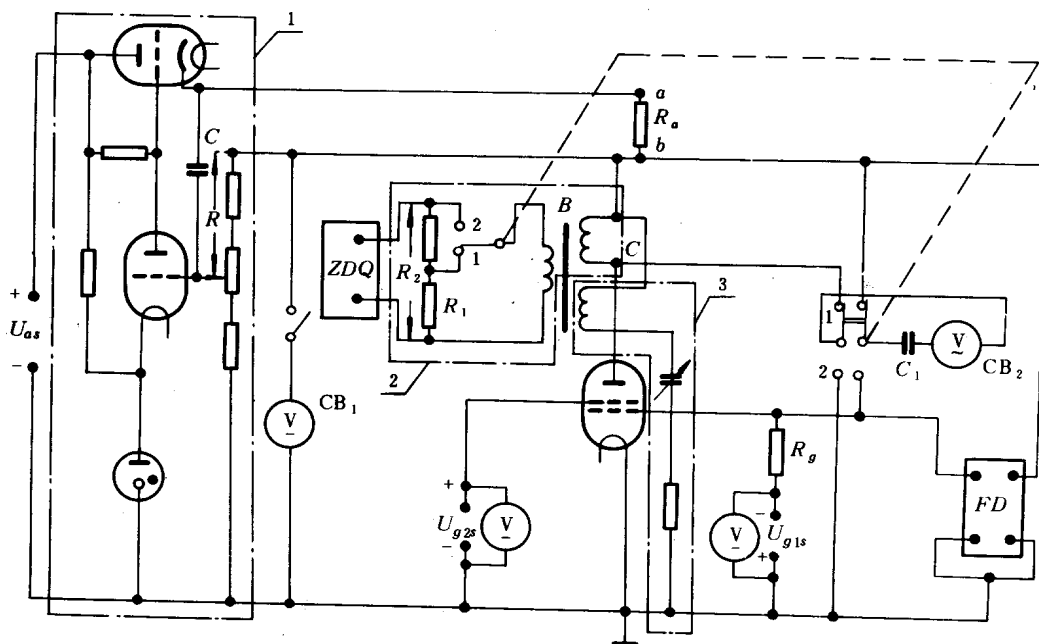 1
a
R_a
b
C
R
B
2
1
ZDQ
R_2
R_1
C
3
+
U_as
−
2
CB_1
V
1
C_1
V
~
CB_2
2
+
U_g2s
−
V
R_g
V
−
U_g1s
+
FD